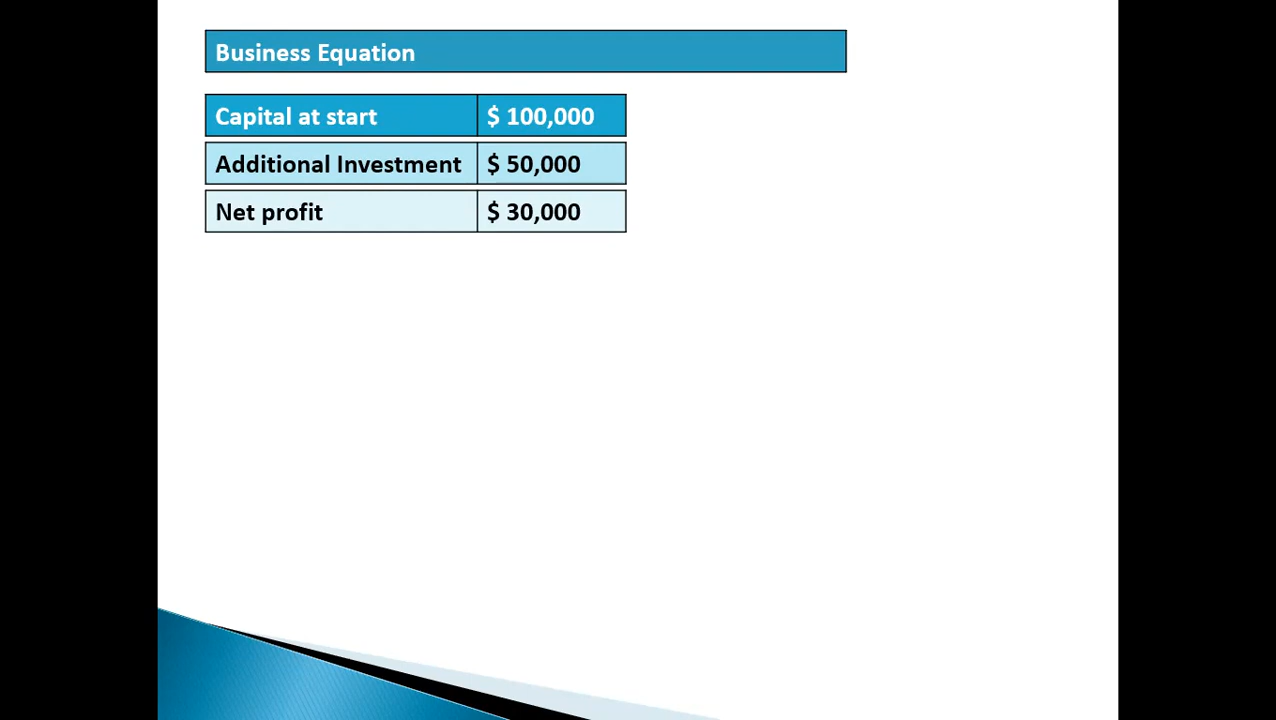 Business Equation
Capital at start $ 100,000
Additional Investment $ 50,000
Net profit $ 30,000